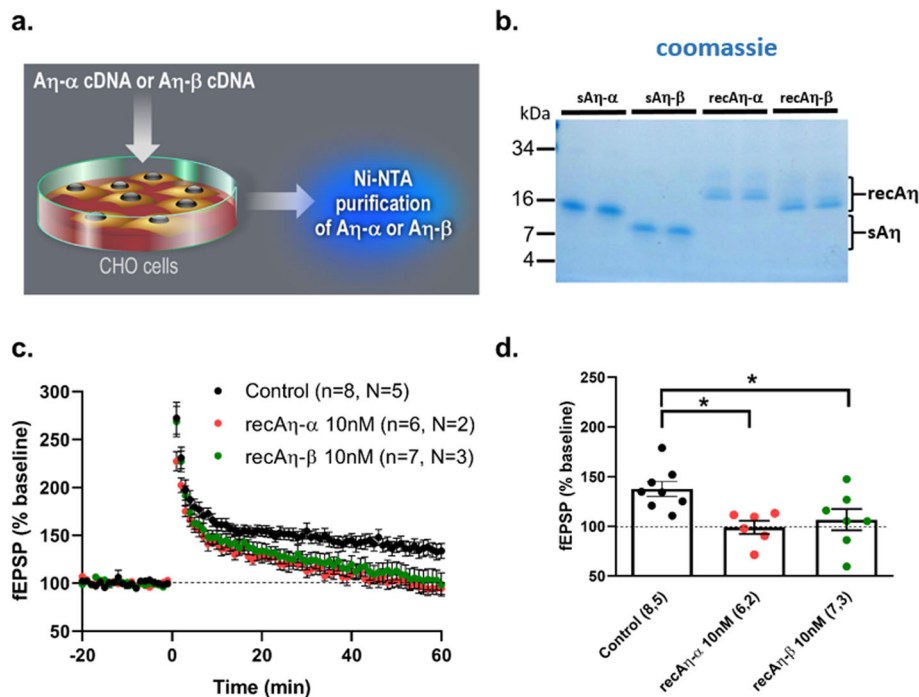 a.
Aη-α cDNA or Aη-β cDNA
CHO cells
Ni-NTA
purification
of Aη-α or Aη-β
b.
coomassie
sAη-α sAη-β recAη-α recAη-β
kDa
34
16
7
4
recAη
sAη
c.
fEPSP (% baseline)
300
250
200
150
100
50
-20 0 20 40 60
Time (min)
Control (n=8, N=5)
recAη-α 10nM (n=6, N=2)
recAη-β 10nM (n=7, N=3)
d.
fEPSP (% baseline)
250
200
150
100
50
*
*
Control (8,5)
recAη-α 10nM (6,2)
recAη-β 10nM (7,3)